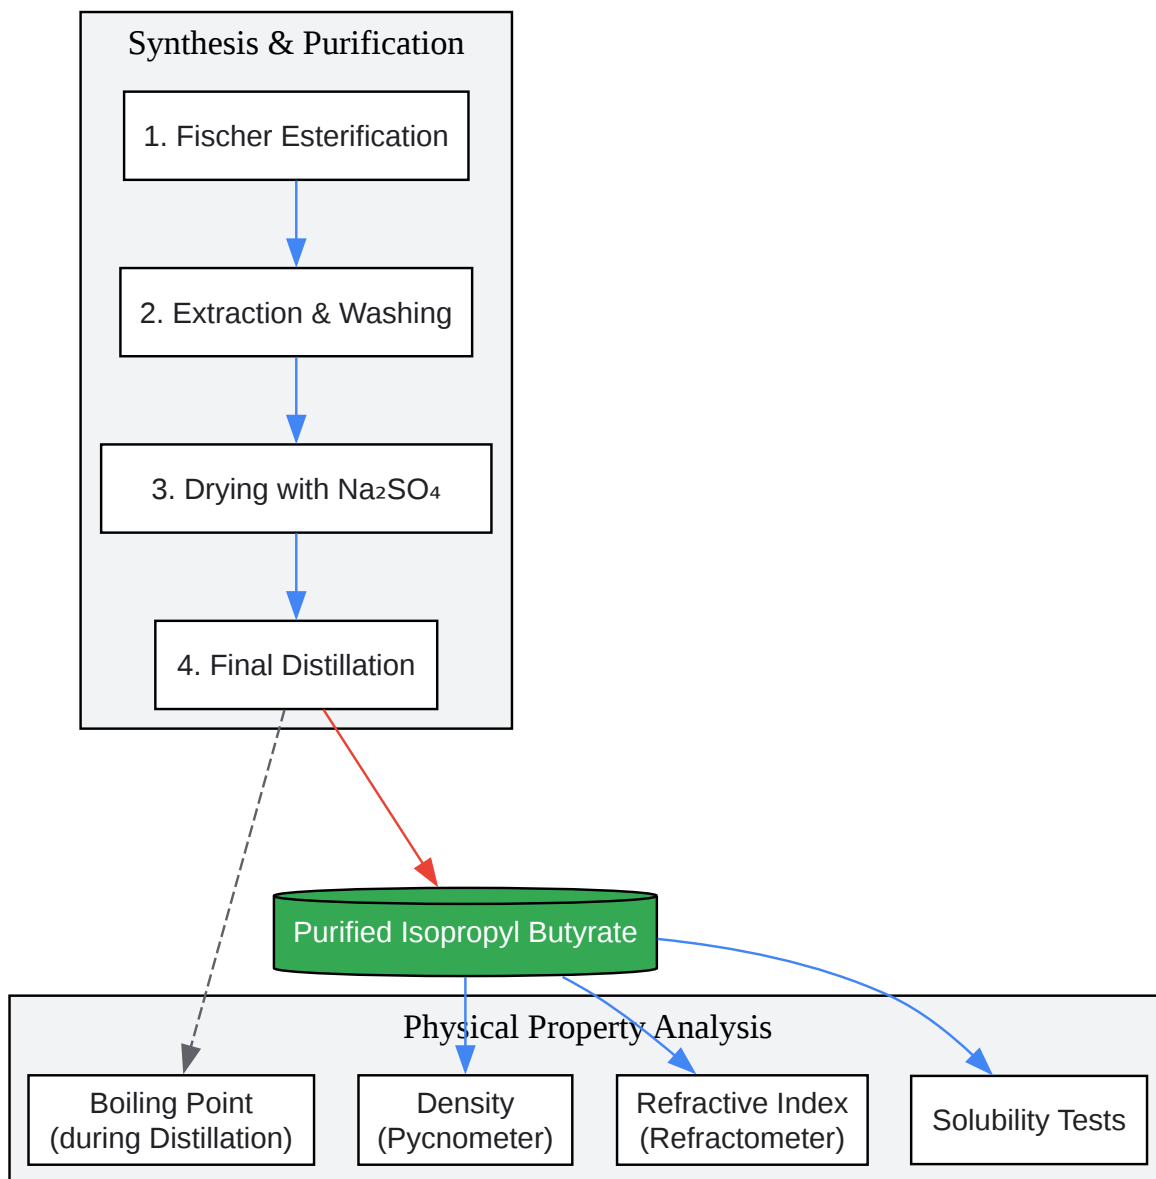 Synthesis & Purification
1. Fischer Esterification
2. Extraction & Washing
3. Drying with Na₂SO₄
4. Final Distillation
Purified Isopropyl Butyrate
Physical Property Analysis
Boiling Point
(during Distillation)
Density
(Pycnometer)
Refractive Index
(Refractometer)
Solubility Tests